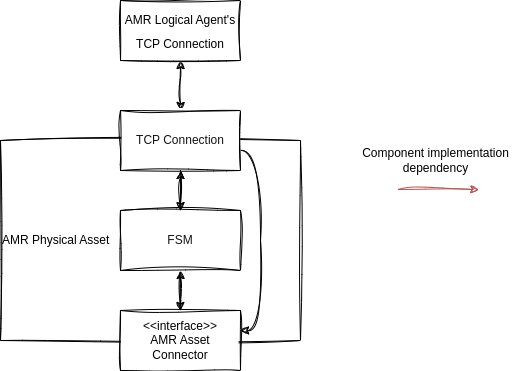 AMR Logical Agent's
TCP Connection
TCP Connection
Component implementation
dependency
AMR Physical Asset
FSM
<<interface>>
AMR Asset
Connector